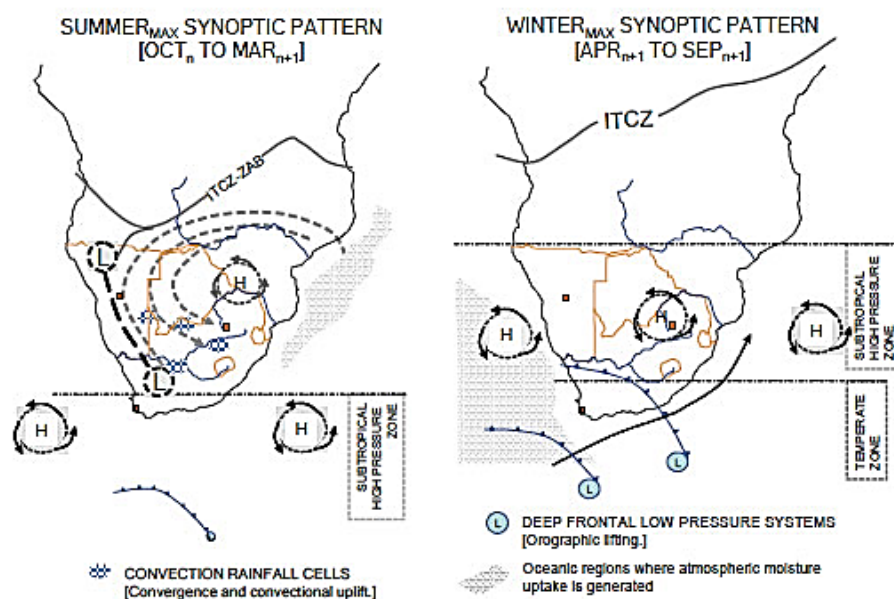 SUMMERMAX SYNOPTIC PATTERN
[OCTn TO MARn+1]
ITCZ-ZAB
L
H
L
H
H
SUBTROPICAL
HIGH PRESSURE
ZONE
CONVECTION RAINFALL CELLS
[Convergence and convectional uplift.]
WINTERMAX SYNOPTIC PATTERN
[APRn+1 TO SEPn+1]
ITCZ
H
H
H
SUBTROPICAL
HIGH PRESSURE
ZONE
TEMPERATE
ZONE
L
L
L
DEEP FRONTAL LOW PRESSURE SYSTEMS
[Orographic lifting.]
Oceanic regions where atmospheric moisture
uptake is generated